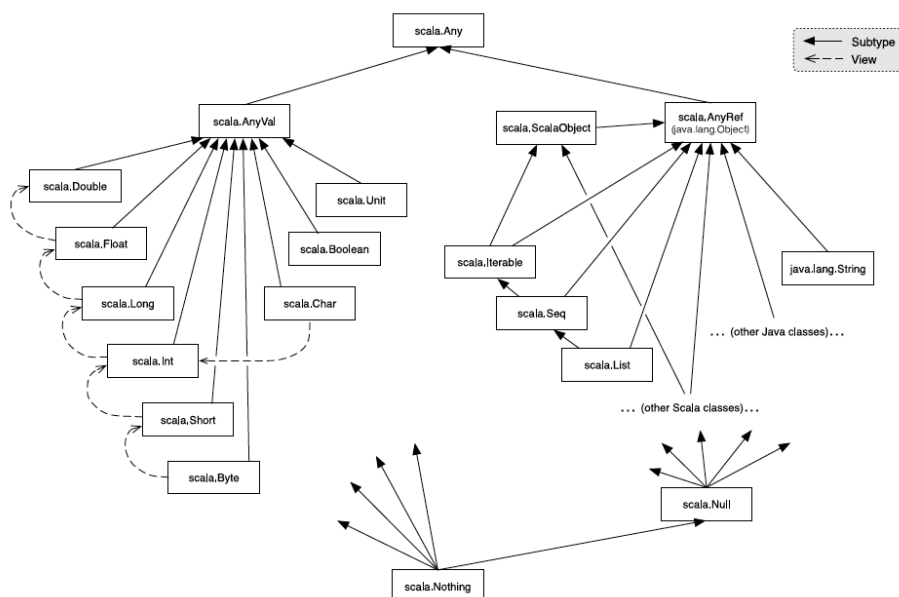 scala.Any
Subtype
View
scala.AnyVal
scala.ScalaObject
scala.AnyRef
(java.lang.Object)
scala.Double
scala.Unit
scala.Float
scala.Boolean
scala.Iterable
java.lang.String
scala.Long
scala.Char
scala.Seq
... (other Java classes)...
scala.Int
scala.List
... (other Scala classes)...
scala.Short
scala.Byte
scala.Null
scala.Nothing